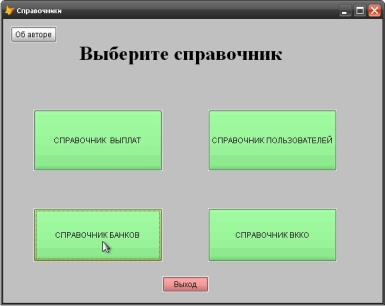 Справочники
Об авторе
Выберите справочник
СПРАВОЧНИК ВЫПЛАТ
СПРАВОЧНИК ПОЛЬЗОВАТЕЛЕЙ
СПРАВОЧНИК БАНКОВ
СПРАВОЧНИК ВККО
Выход